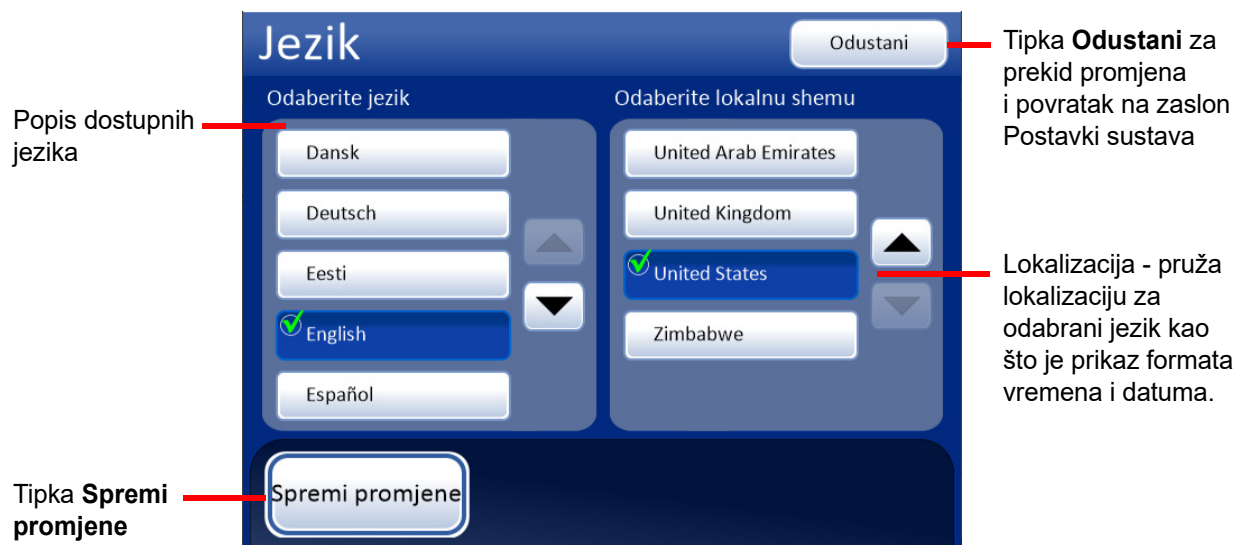 Jezik
Odustani
Odaberite jezik
Odaberite lokalnu shemu
Dansk
Deutsch
Eesti
English
Español
United Arab Emirates
United Kingdom
United States
Zimbabwe
Spremi promjene
Popis dostupnih
jezika
Tipka Spremi
promjene
Tipka Odustani za
prekid promjena
i povratak na zaslon
Postavki sustava
Lokalizacija - pruža
lokalizaciju za
odabrani jezik kao
što je prikaz formata
vremena i datuma.